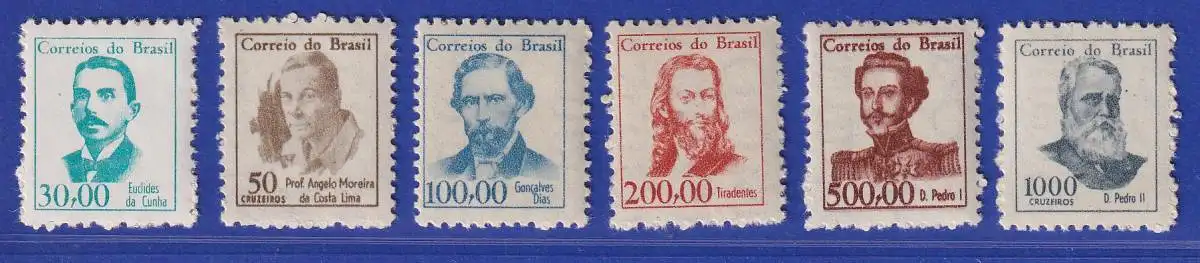 Correios do Brasil
30,00 Euclides
da Cunha
Correio do Brasil
50 Prof. Angelo Moreira
CRUZEIROS da Costa Lima
Correios do Brasil
100,00 Gonçalves
Dias
Correios do Brasil
200,00 Tiradentes
Correios do Brasil
500,00 D. Pedro I
Correio do Brasil
1000
CRUZEIROS D. Pedro II